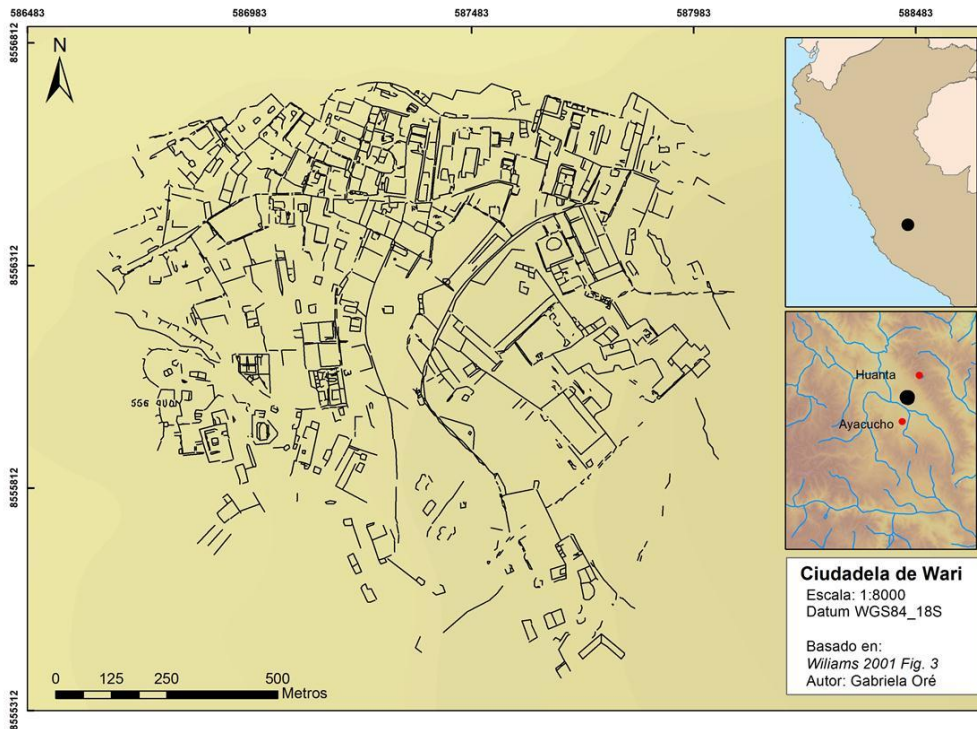 586483 586983 587483 587983 588483
8556812
N
8556312
8555812
8555312
Huanta
Ayacucho
0 125 250 500
Metros
Ciudadela de Wari
Escala: 1:8000
Datum WGS84_18S
Basado en:
Wiliams 2001 Fig. 3
Autor: Gabriela Oré